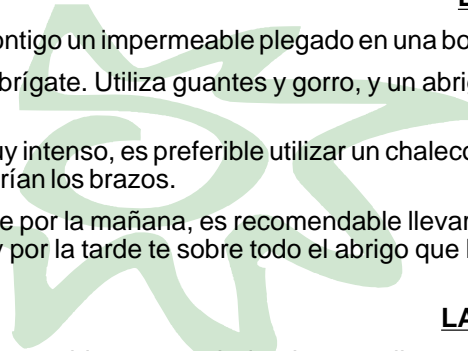 ontigo un impermeable plegado en una bo
brígate. Utiliza guantes y gorro, y un abri
uy intenso, es preferible utilizar un chalec
rían los brazos.
e por la mañana, es recomendable llevar
y por la tarde te sobre todo el abrigo que
LA